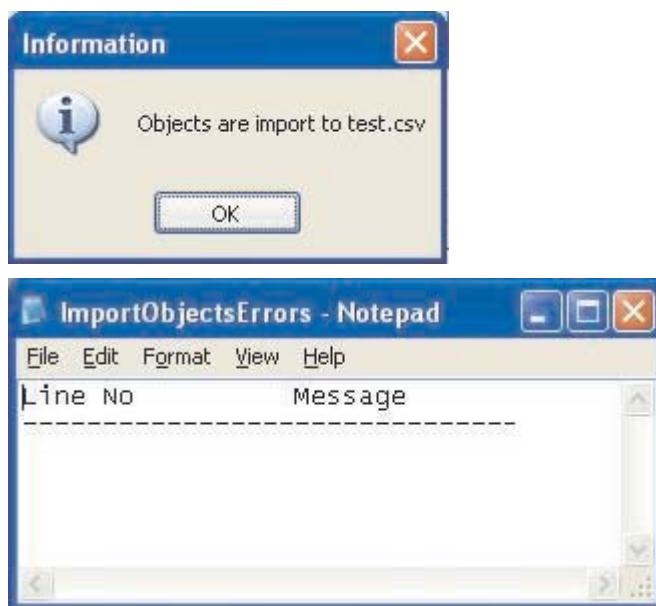 Information
Objects are import to test.csv
OK
ImportObjectsErrors - Notepad
File Edit Format View Help
Line No Message
-------------------------------